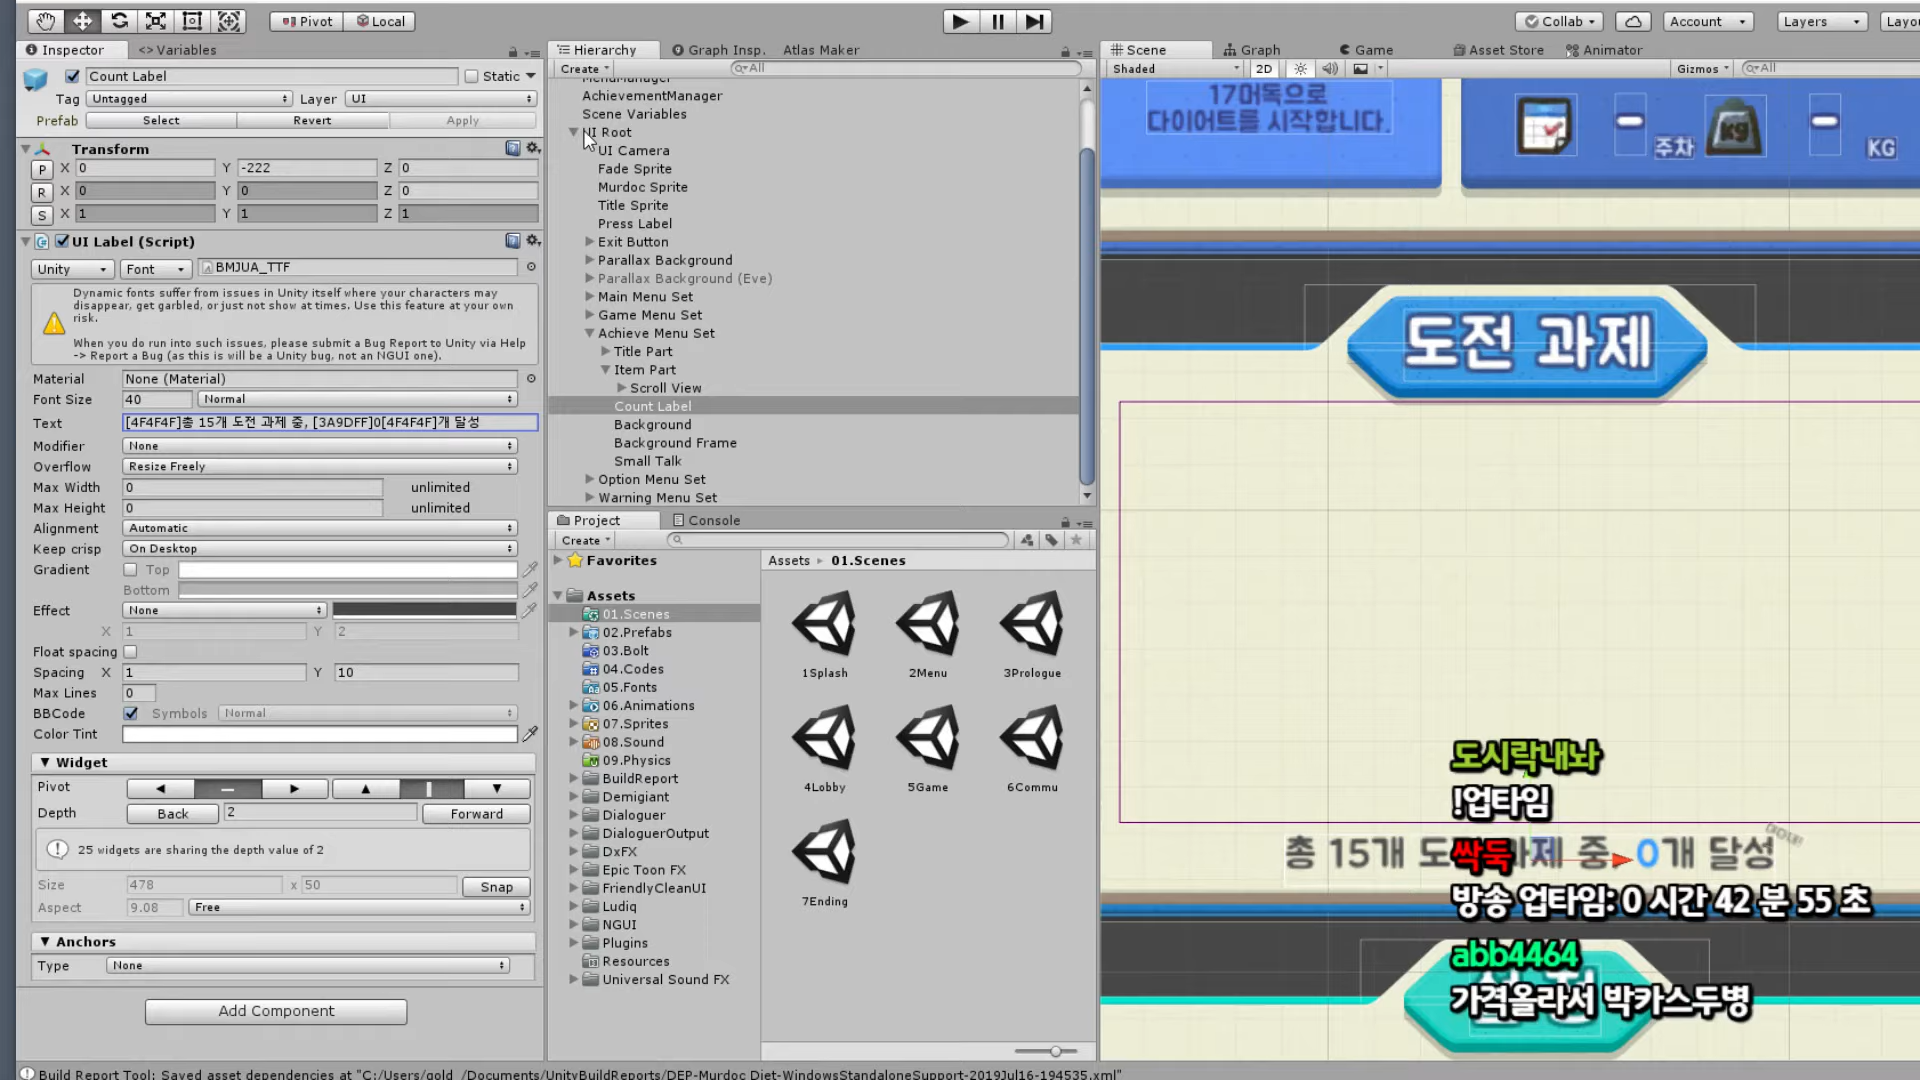 Pivot
Local
Collab
Account
Layers
Layou
Inspector
<> Variables
Hierarchy
Graph Insp.
Atlas Maker
Scene
Graph
Game
Asset Store
Animator
Create
All
Shaded
2D
Gizmos
All
Count Label
Static
Tag
Untagged
Layer
UI
Prefab
Select
Revert
Apply
Transform
P X 0 Y -222 Z 0
R X 0 Y 0 Z 0
S X 1 Y 1 Z 1
UI Label (Script)
Unity
Font
BMJUA_TTF
Dynamic fonts suffer from issues in Unity itself where your characters may
disappear, get garbled, or just not show at times. Use this feature at your own
risk.
When you do run into such issues, please submit a Bug Report to Unity via Help
-> Report a Bug (as this is will be a Unity bug, not an NGUI one).
Material
None (Material)
Font Size
40
Normal
Text
[4F4F4F]총 15개 도전 과제 중, [3A9DFF]0[4F4F4F]개 달성
Modifier
None
Overflow
Resize Freely
Max Width
0
unlimited
Max Height
0
unlimited
Alignment
Automatic
Keep crisp
On Desktop
Gradient
Top
Bottom
Effect
None
X 1 Y 2
Float spacing
Spacing X 1 Y 10
Max Lines
0
BBCode
Symbols
Normal
Color Tint
Widget
Pivot
Depth
Back
2
Forward
25 widgets are sharing the depth value of 2
Size
478 x 50
Snap
Aspect
9.08
Free
Anchors
Type
None
Add Component
MenuManager
AchievementManager
Scene Variables
UI Root
UI Camera
Fade Sprite
Murdoc Sprite
Title Sprite
Press Label
Exit Button
Parallax Background
Parallax Background (Eve)
Main Menu Set
Game Menu Set
Achieve Menu Set
Title Part
Item Part
Scroll View
Count Label
Background
Background Frame
Small Talk
Option Menu Set
Warning Menu Set
Project
Console
Create
Favorites
Assets
01.Scenes
02.Prefabs
03.Bolt
04.Codes
05.Fonts
06.Animations
07.Sprites
08.Sound
09.Physics
BuildReport
Demigiant
Dialoguer
DialoguerOutput
DxFX
Epic Toon FX
FriendlyCleanUI
Ludiq
NGUI
Plugins
Resources
Universal Sound FX
Assets ▸ 01.Scenes
1Splash
2Menu
3Prologue
4Lobby
5Game
6Commu
7Ending
17머독으로
다이어트를 시작합니다.
주차
kg
KG
도전 과제
도시락내놔
!업타임
총 15개 도 제 중 0개 달성
싹둑
방송 업타임: 0 시간 42 분 55 초
abb4464
가격올라서 박카스두병
Build Report Tool: Saved asset dependencies at "C:/Users/gold_/Documents/UnityBuildReports/DEP-Murdoc Diet-WindowsStandaloneSupport-2019Jul16-194535.xml"